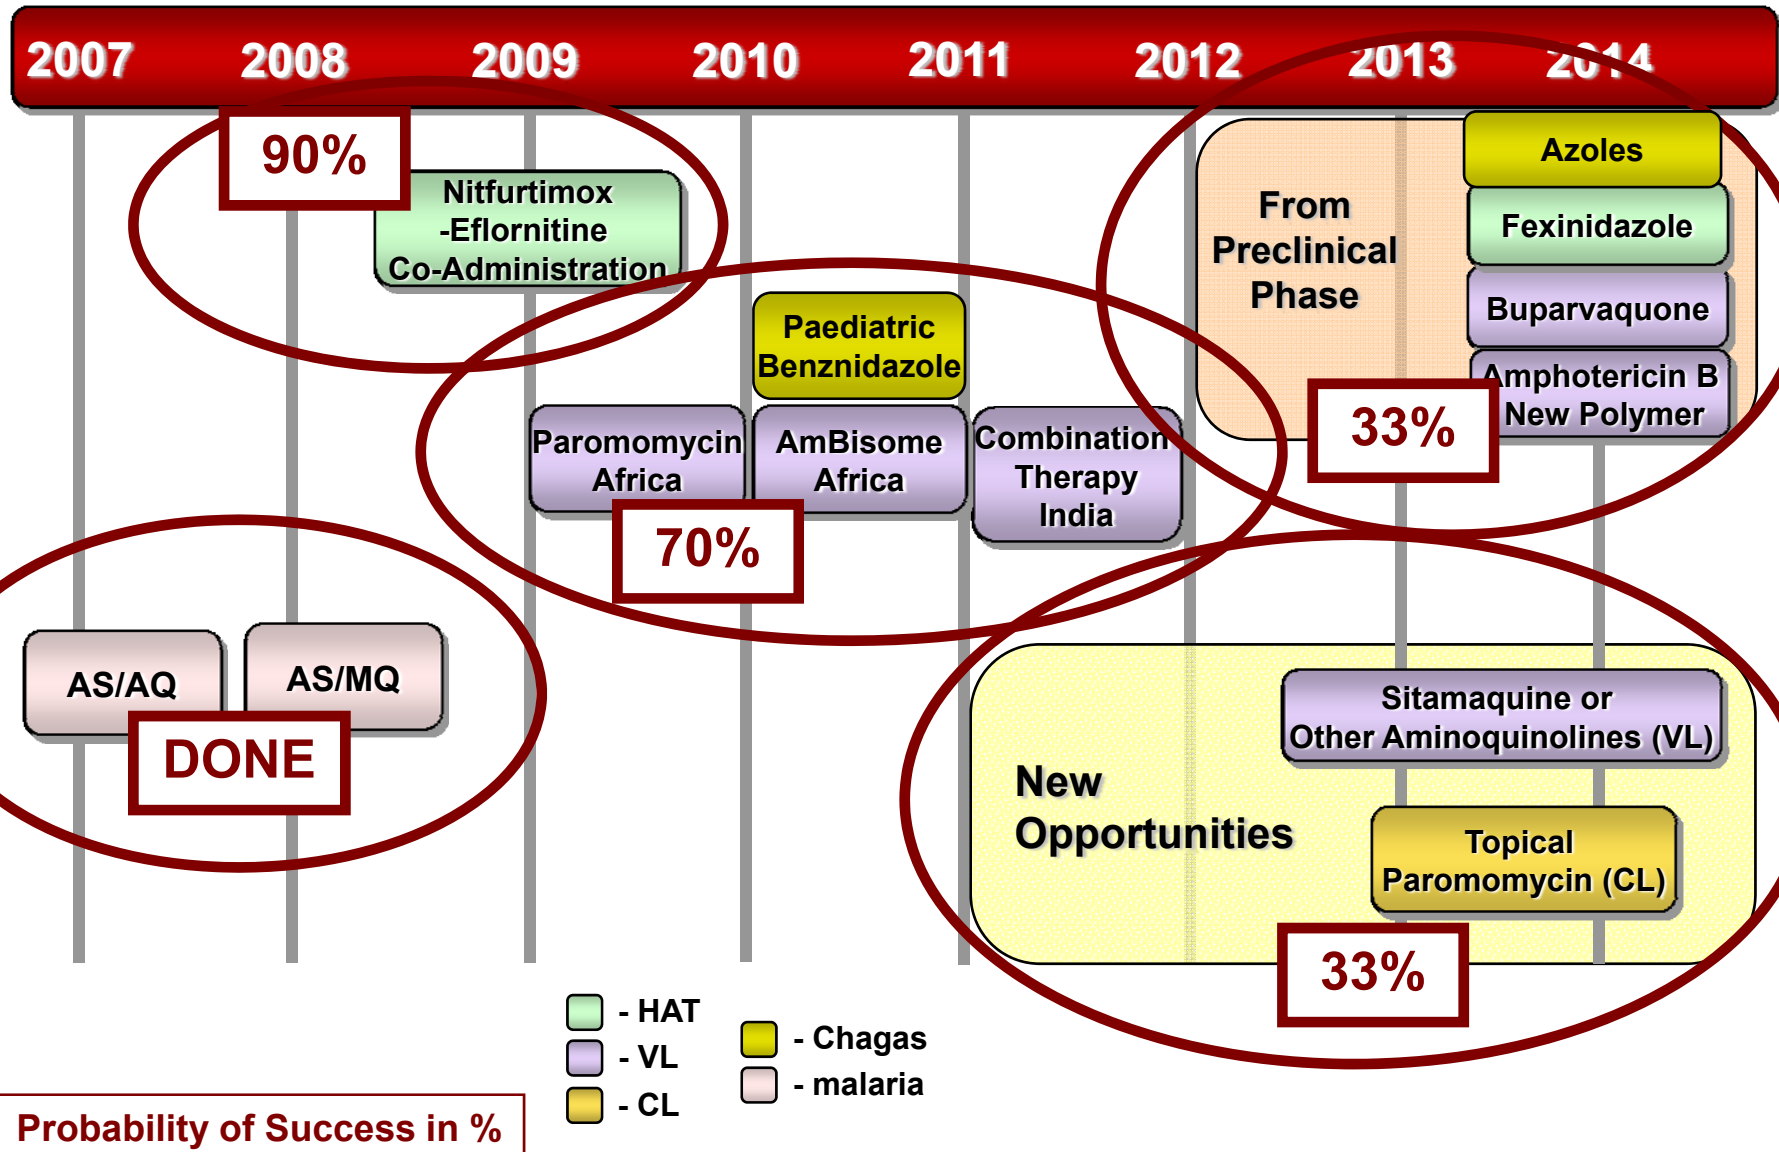 2007 2008 2009 2010 2011 2012 2013 2014
90%
Nitfurtimox
-Eflornitine
Co-Administration
Paediatric
Benznidazole
Paromomycin
Africa
AmBisome
Africa
Combination
Therapy
India
70%
From
Preclinical
Phase
Azoles
Fexinidazole
Buparvaquone
Amphotericin B
New Polymer
33%
AS/AQ
AS/MQ
DONE
New
Opportunities
Sitamaquine or
Other Aminoquinolines (VL)
Topical
Paromomycin (CL)
33%
- HAT
- VL
- CL
- Chagas
- malaria
Probability of Success in %